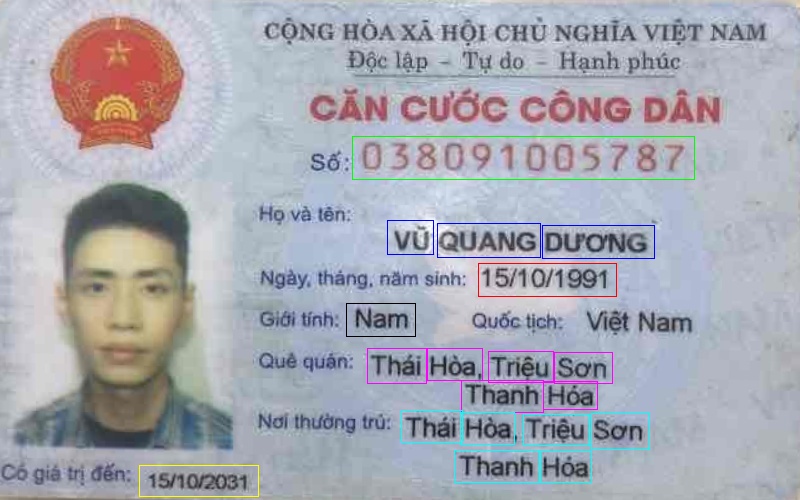 CỘNG HÒA XÃ HỘI CHỦ NGHĨA VIỆT NAM
Độc lập - Tự do - Hạnh phúc
CĂN CƯỚC CÔNG DÂN
Số: 038091005787
Họ và tên:
VŨ QUANG DƯƠNG
Ngày, tháng, năm sinh: 15/10/1991
Giới tính: Nam Quốc tịch: Việt Nam
Quê quán: Thái Hòa, Triệu Sơn
Thanh Hóa
Nơi thường trú: Thái Hòa, Triệu Sơn
Thanh Hóa
Có giá trị đến: 15/10/2031